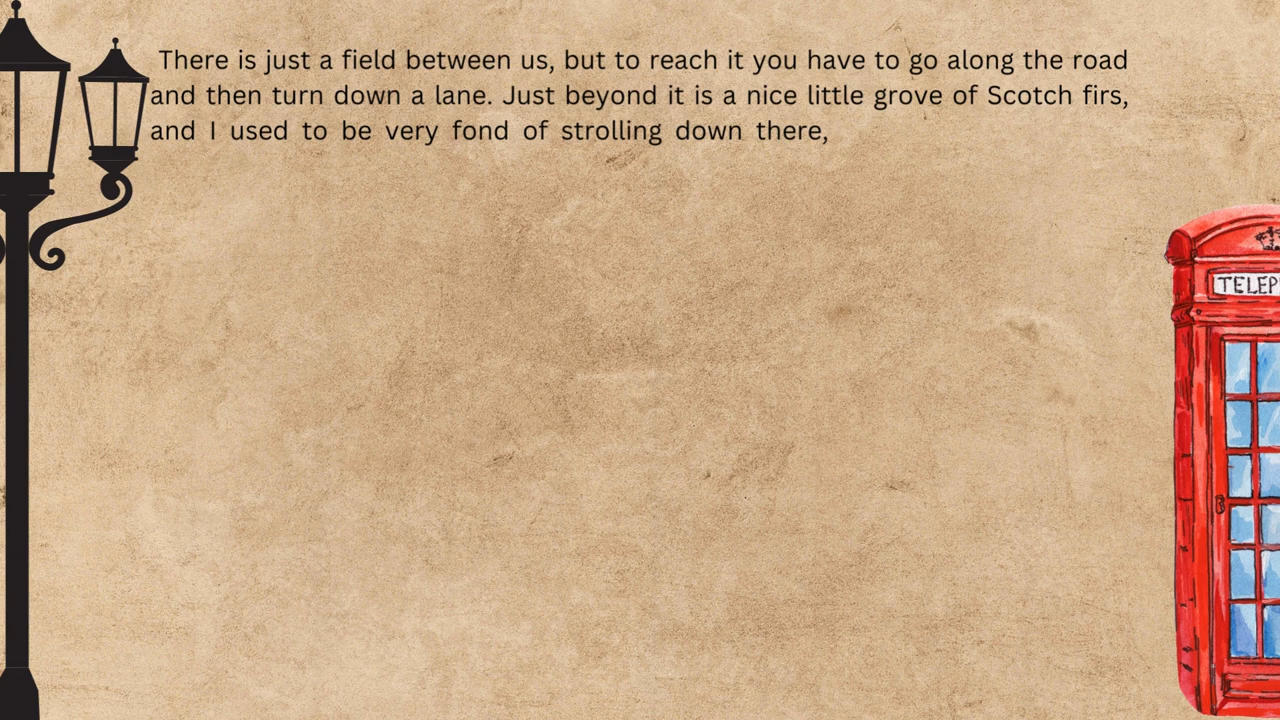 There is just a field between us, but to reach it you have to go along the road
and then turn down a lane. Just beyond it is a nice little grove of Scotch firs,
and I used to be very fond of strolling down there,
TELEP